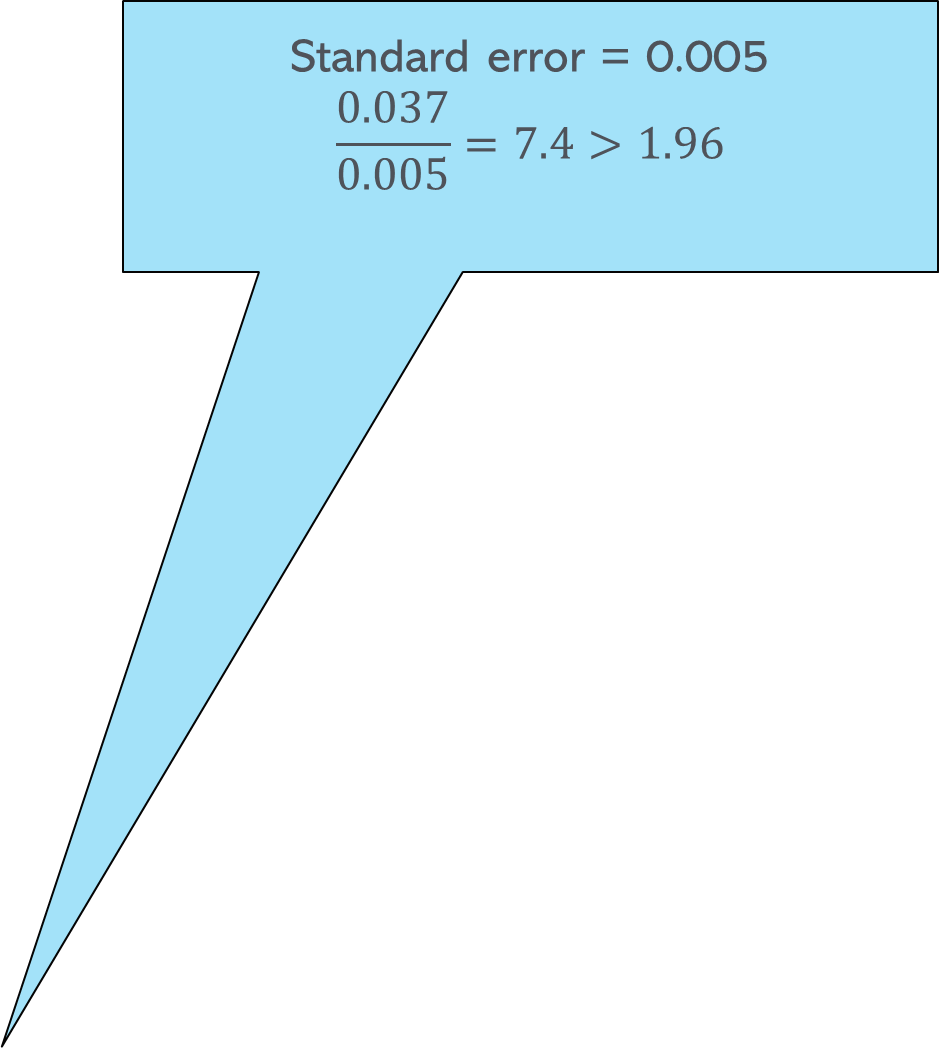 Standard error = 0.005
0.037
0.005
= 7.4 > 1.96